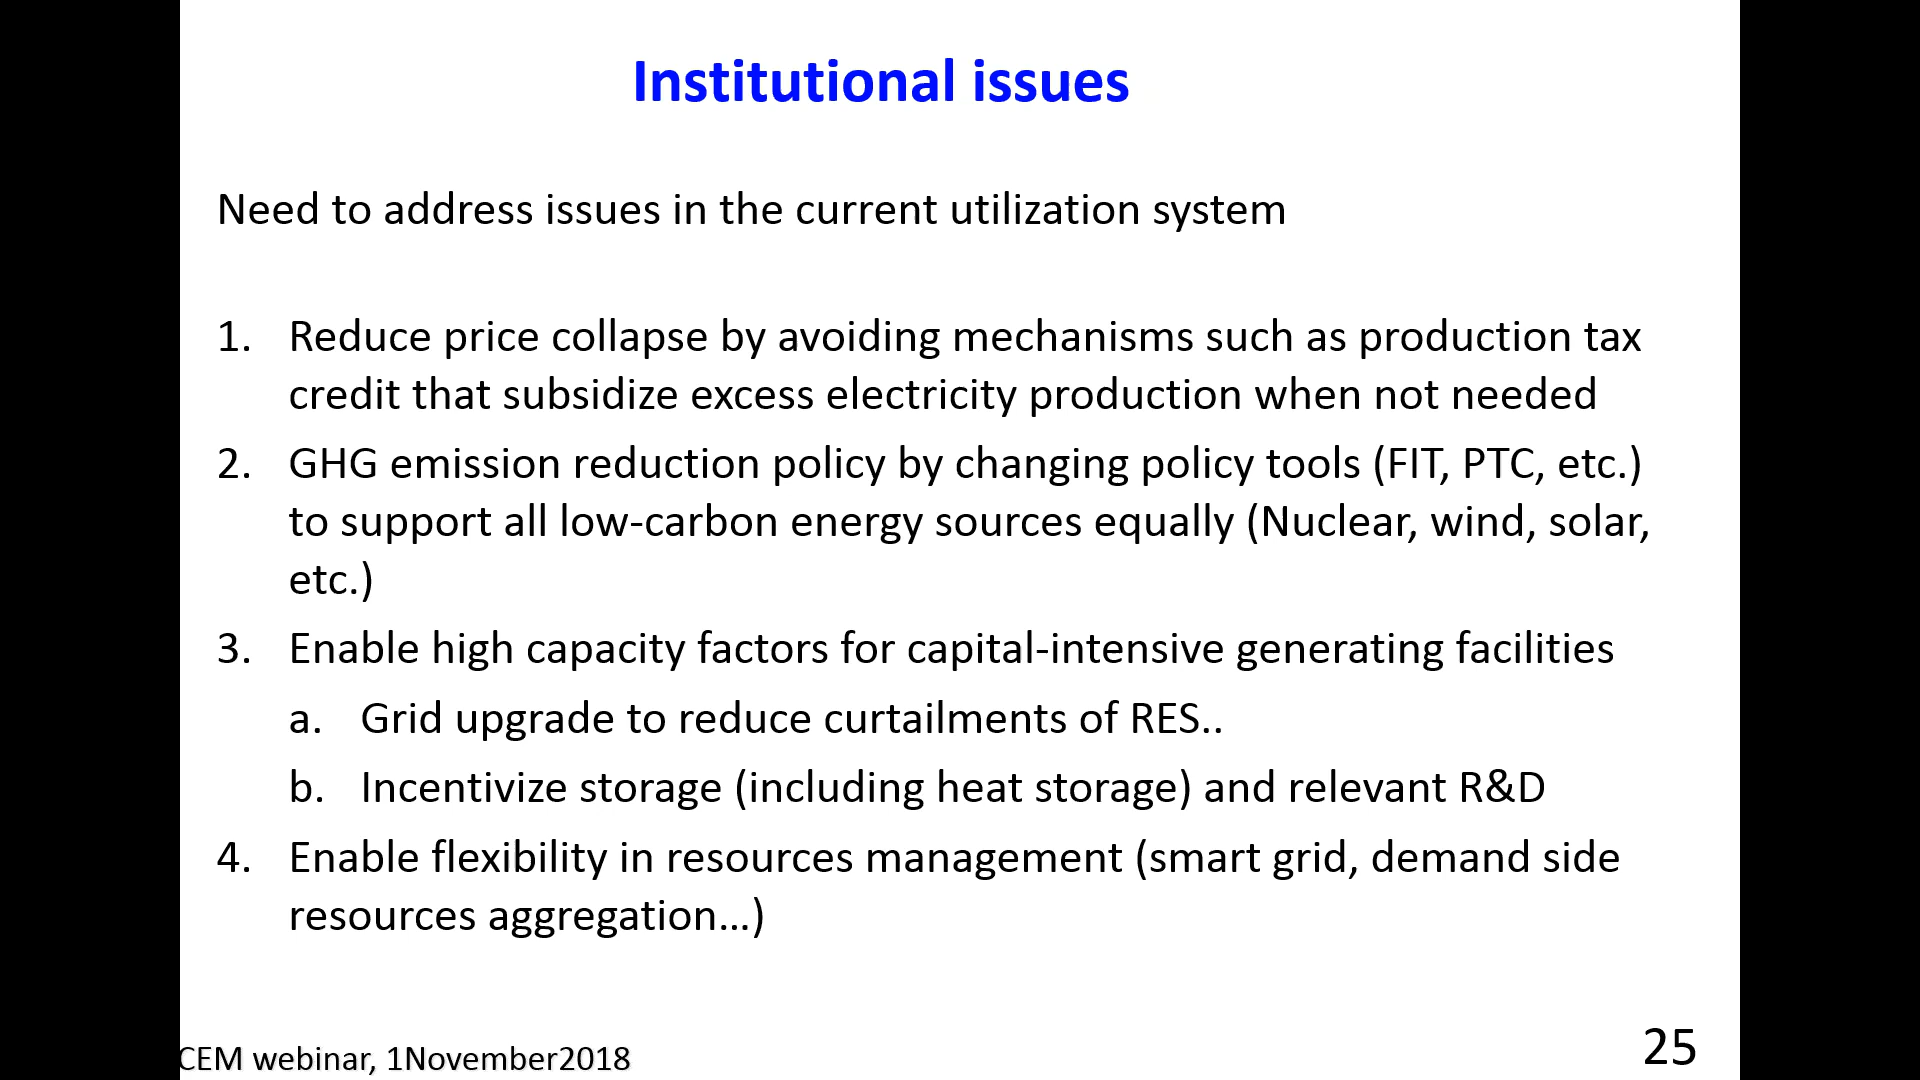 Institutional issues
Need to address issues in the current utilization system
1. Reduce price collapse by avoiding mechanisms such as production tax
credit that subsidize excess electricity production when not needed
2. GHG emission reduction policy by changing policy tools (FIT, PTC, etc.)
to support all low-carbon energy sources equally (Nuclear, wind, solar,
etc.)
3. Enable high capacity factors for capital-intensive generating facilities
a. Grid upgrade to reduce curtailments of RES..
b. Incentivize storage (including heat storage) and relevant R&D
4. Enable flexibility in resources management (smart grid, demand side
resources aggregation…)
CEM webinar, 1November2018
25